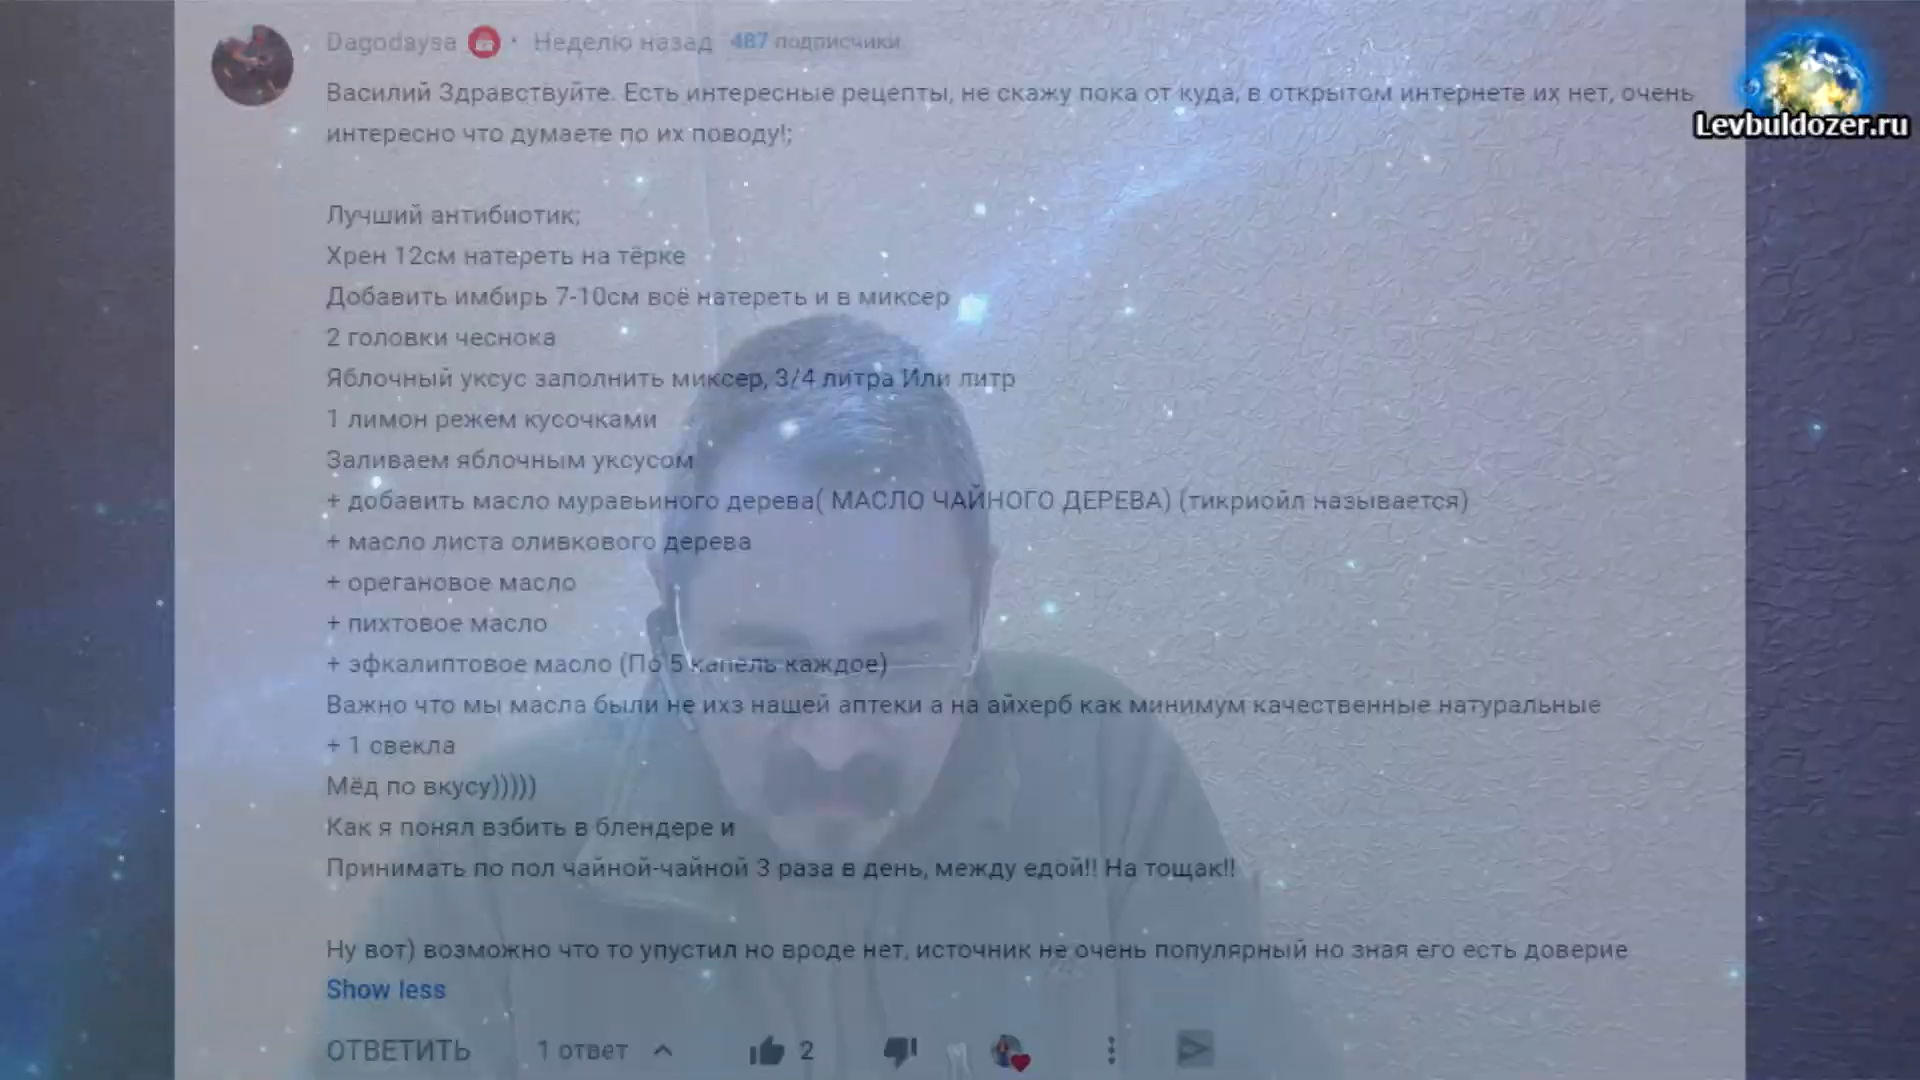 Dagodaysa • Неделю назад 487 подписчики
Levbuldozer.ru
Василий Здравствуйте. Есть интересные рецепты, не скажу пока от куда, в открытом интернете их нет, очень
интересно что думаете по их поводу!;
Лучший антибиотик;
Хрен 12см натереть на тёрке
Добавить имбирь 7-10см всё натереть и в миксер
2 головки чеснока
Яблочный уксус заполнить миксер, 3/4 литра Или литр
1 лимон режем кусочками
Заливаем яблочным уксусом
+ добавить масло муравьиного дерева( МАСЛО ЧАЙНОГО ДЕРЕВА) (тикриойл называется)
+ масло листа оливкового дерева
+ орегановое масло
+ пихтовое масло
+ эфкалиптовое масло (По 5 капель каждое)
Важно что мы масла были не ихз нашей аптеки а на айхерб как минимум качественные натуральные
+ 1 свекла
Мёд по вкусу)))))
Как я понял взбить в блендере и
Принимать по пол чайной-чайной 3 раза в день, между едой!! На тощак!!
Ну вот) возможно что то упустил но вроде нет, источник не очень популярный но зная его есть доверие
Show less
ОТВЕТИТЬ 1 ответ 2